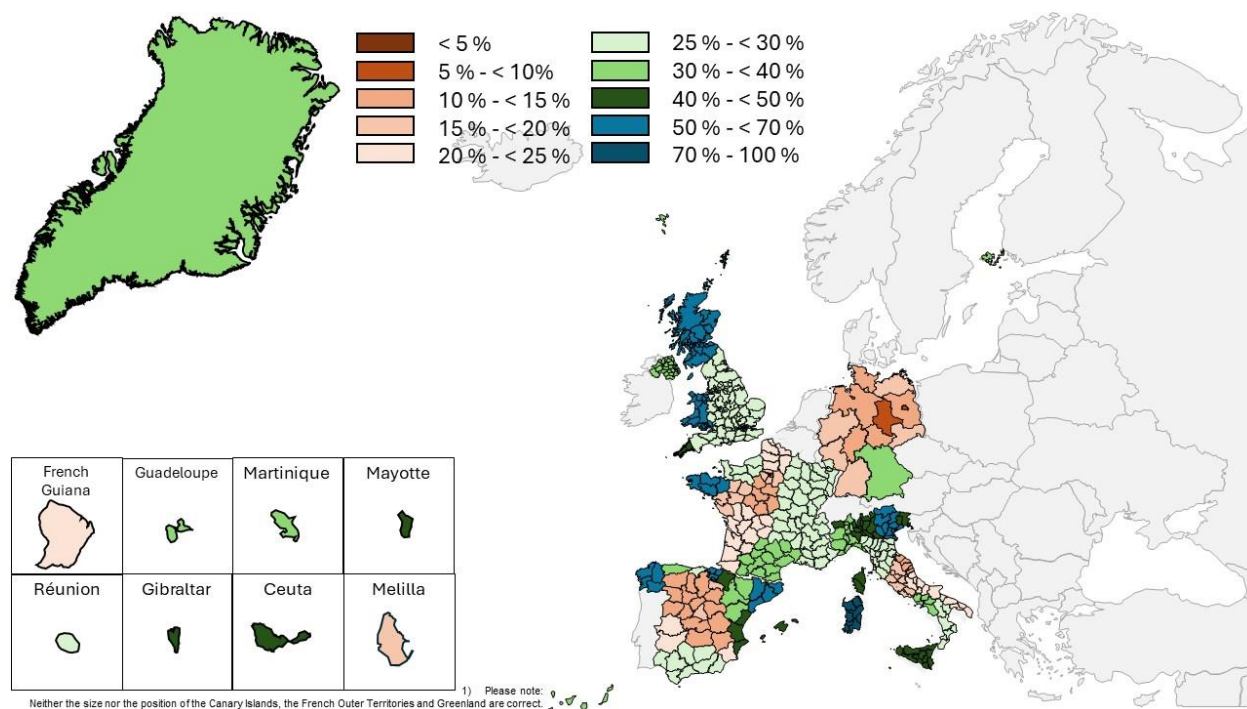 < 5 %
5 % - < 10%
10 % - < 15 %
15 % - < 20 %
20 % - < 25 %
25 % - < 30 %
30 % - < 40 %
40 % - < 50 %
50 % - < 70 %
70 % - 100 %
French
Guiana
Guadeloupe
Martinique
Mayotte
Réunion
Gibraltar
Ceuta
Melilla
1) Please note:
Neither the size nor the position of the Canary Islands, the French Outer Territories and Greenland are correct.